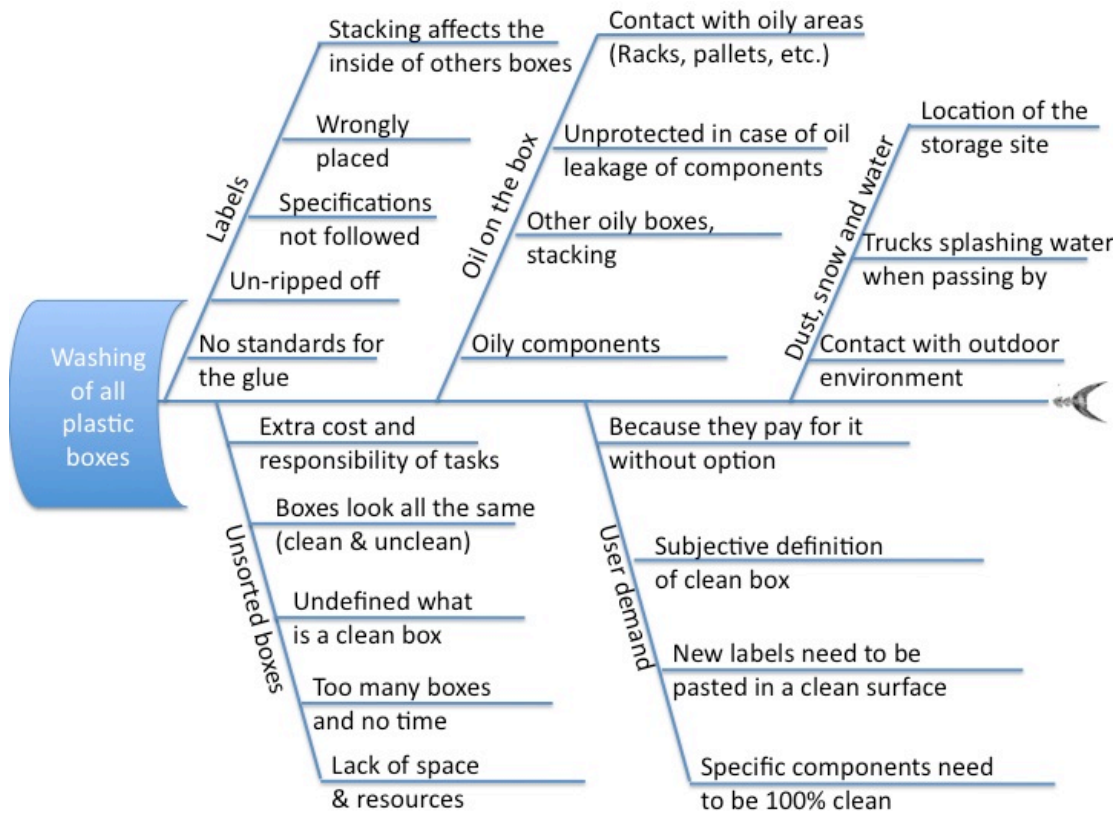 Stacking affects the
inside of others boxes
Wrongly
placed
Specifications
not followed
Un-ripped off
No standards for
the glue
Labels
Contact with oily areas
(Racks, pallets, etc.)
Unprotected in case of oil
leakage of components
Other oily boxes,
stacking
Oily components
Oil on the box
Location of the
storage site
Trucks splashing water
when passing by
Contact with outdoor
environment
Dust, snow and water
Washing
of all
plastic
boxes
Extra cost and
responsibility of tasks
Boxes look all the same
(clean & unclean)
Undefined what
is a clean box
Too many boxes
and no time
Lack of space
& resources
Unsorted boxes
Because they pay for it
without option
Subjective definition
of clean box
New labels need to be
pasted in a clean surface
Specific components need
to be 100% clean
User demand